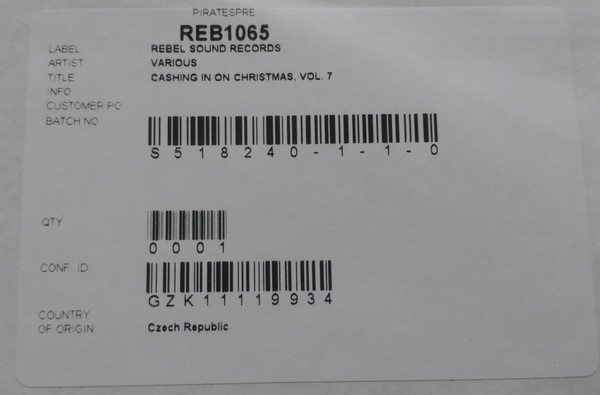 PIRATESPRE
REB1065
LABEL REBEL SOUND RECORDS
ARTIST VARIOUS
TITLE CASHING IN ON CHRISTMAS, VOL. 7
INFO
CUSTOMER PO
BATCH NO
S518240-1-1-0
QTY
0001
CONF ID
GZK11119934
COUNTRY
OF ORIGIN Czech Republic